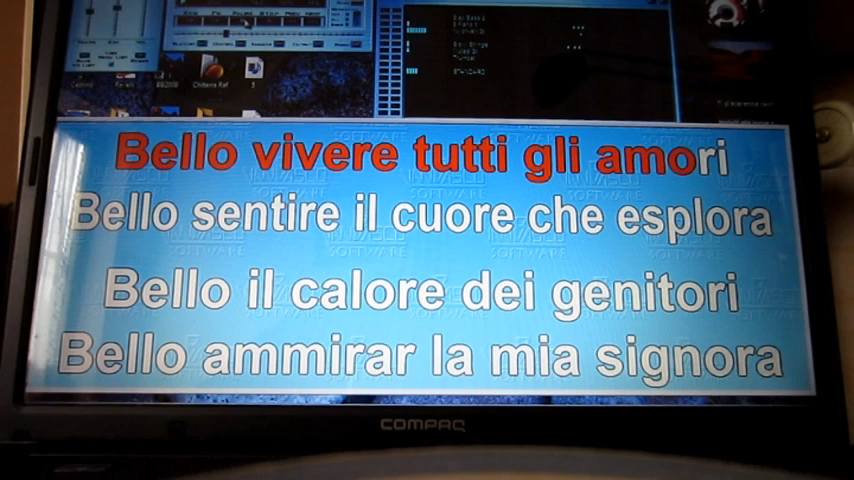 STANDARD
Bello vivere tutti gli amori
Bello sentire il cuore che esplora
Bello il calore dei genitori
Bello ammirar la mia signora
COMPAQ